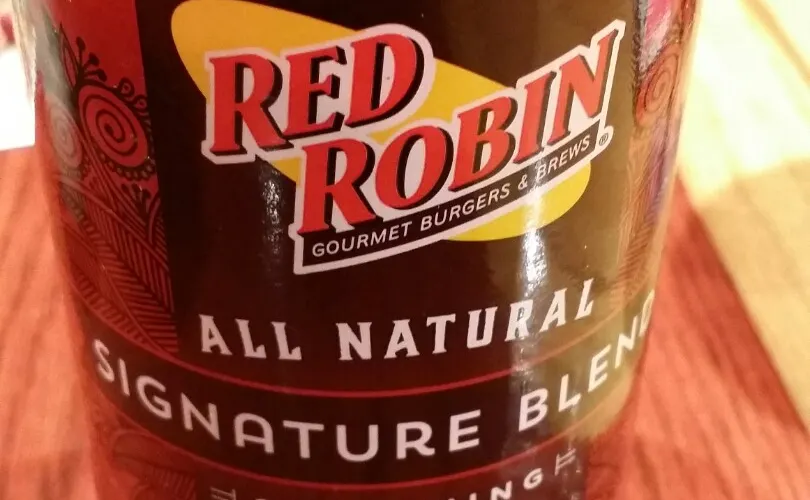 RED
ROBIN®
GOURMET BURGERS & BREWS
ALL NATURAL
SIGNATURE BLEND